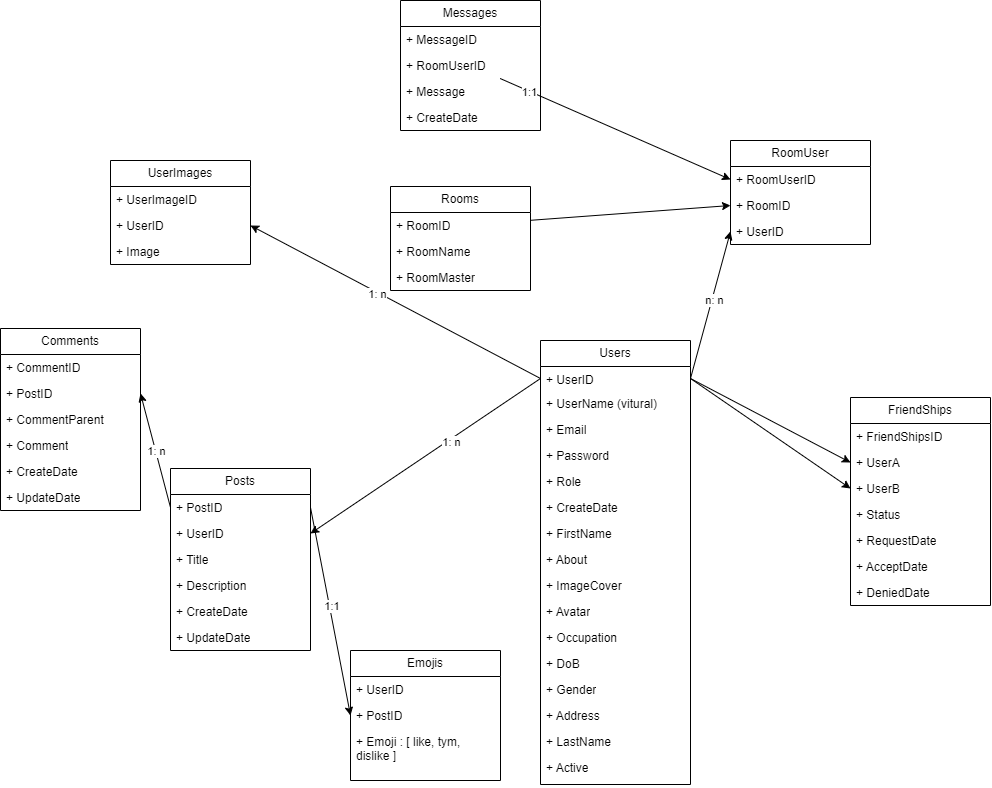 Messages
+ MessageID
+ RoomUserID
+ Message
+ CreateDate
1:1
RoomUser
+ RoomUserID
+ RoomID
+ UserID
UserImages
+ UserImageID
+ UserID
+ Image
Rooms
+ RoomID
+ RoomName
+ RoomMaster
1: n
n: n
Comments
+ CommentID
+ PostID
+ CommentParent
+ Comment
+ CreateDate
+ UpdateDate
1: n
1: n
Users
+ UserID
+ UserName (vitural)
+ Email
+ Password
+ Role
+ CreateDate
+ FirstName
+ About
+ ImageCover
+ Avatar
+ Occupation
+ DoB
+ Gender
+ Address
+ LastName
+ Active
FriendShips
+ FriendShipsID
+ UserA
+ UserB
+ Status
+ RequestDate
+ AcceptDate
+ DeniedDate
Posts
+ PostID
+ UserID
+ Title
+ Description
+ CreateDate
+ UpdateDate
1:1
Emojis
+ UserID
+ PostID
+ Emoji : [ like, tym,
dislike ]